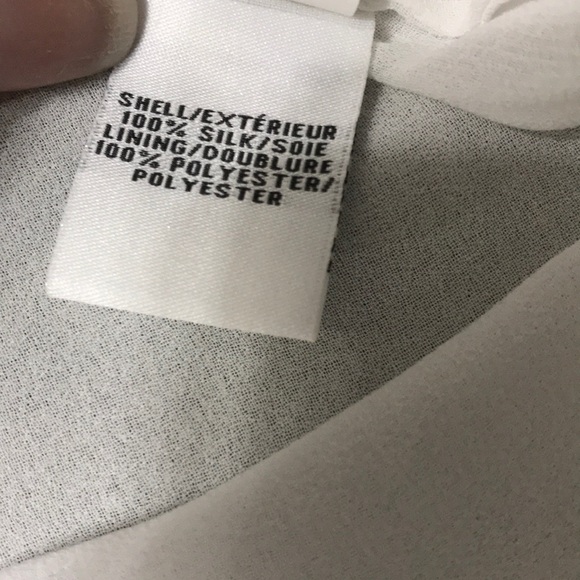 SHELL/EXTÉRIEUR
100% SILK/SOIE
LINING/DOUBLURE
100% POLYESTER/
POLYESTER